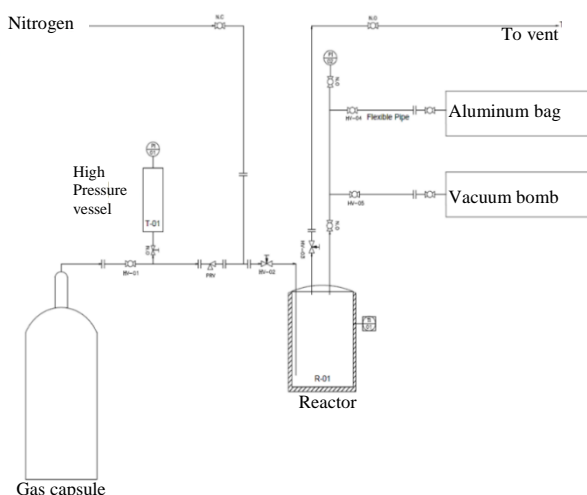 Nitrogen
N.C
N.O
To vent
N.O
HV-04
Flexible Pipe
Aluminum bag
High
Pressure
vessel
T-01
HV-05
Vacuum bomb
N.O
BV-01
PRV
BV-02
R-01
Reactor
Gas capsule